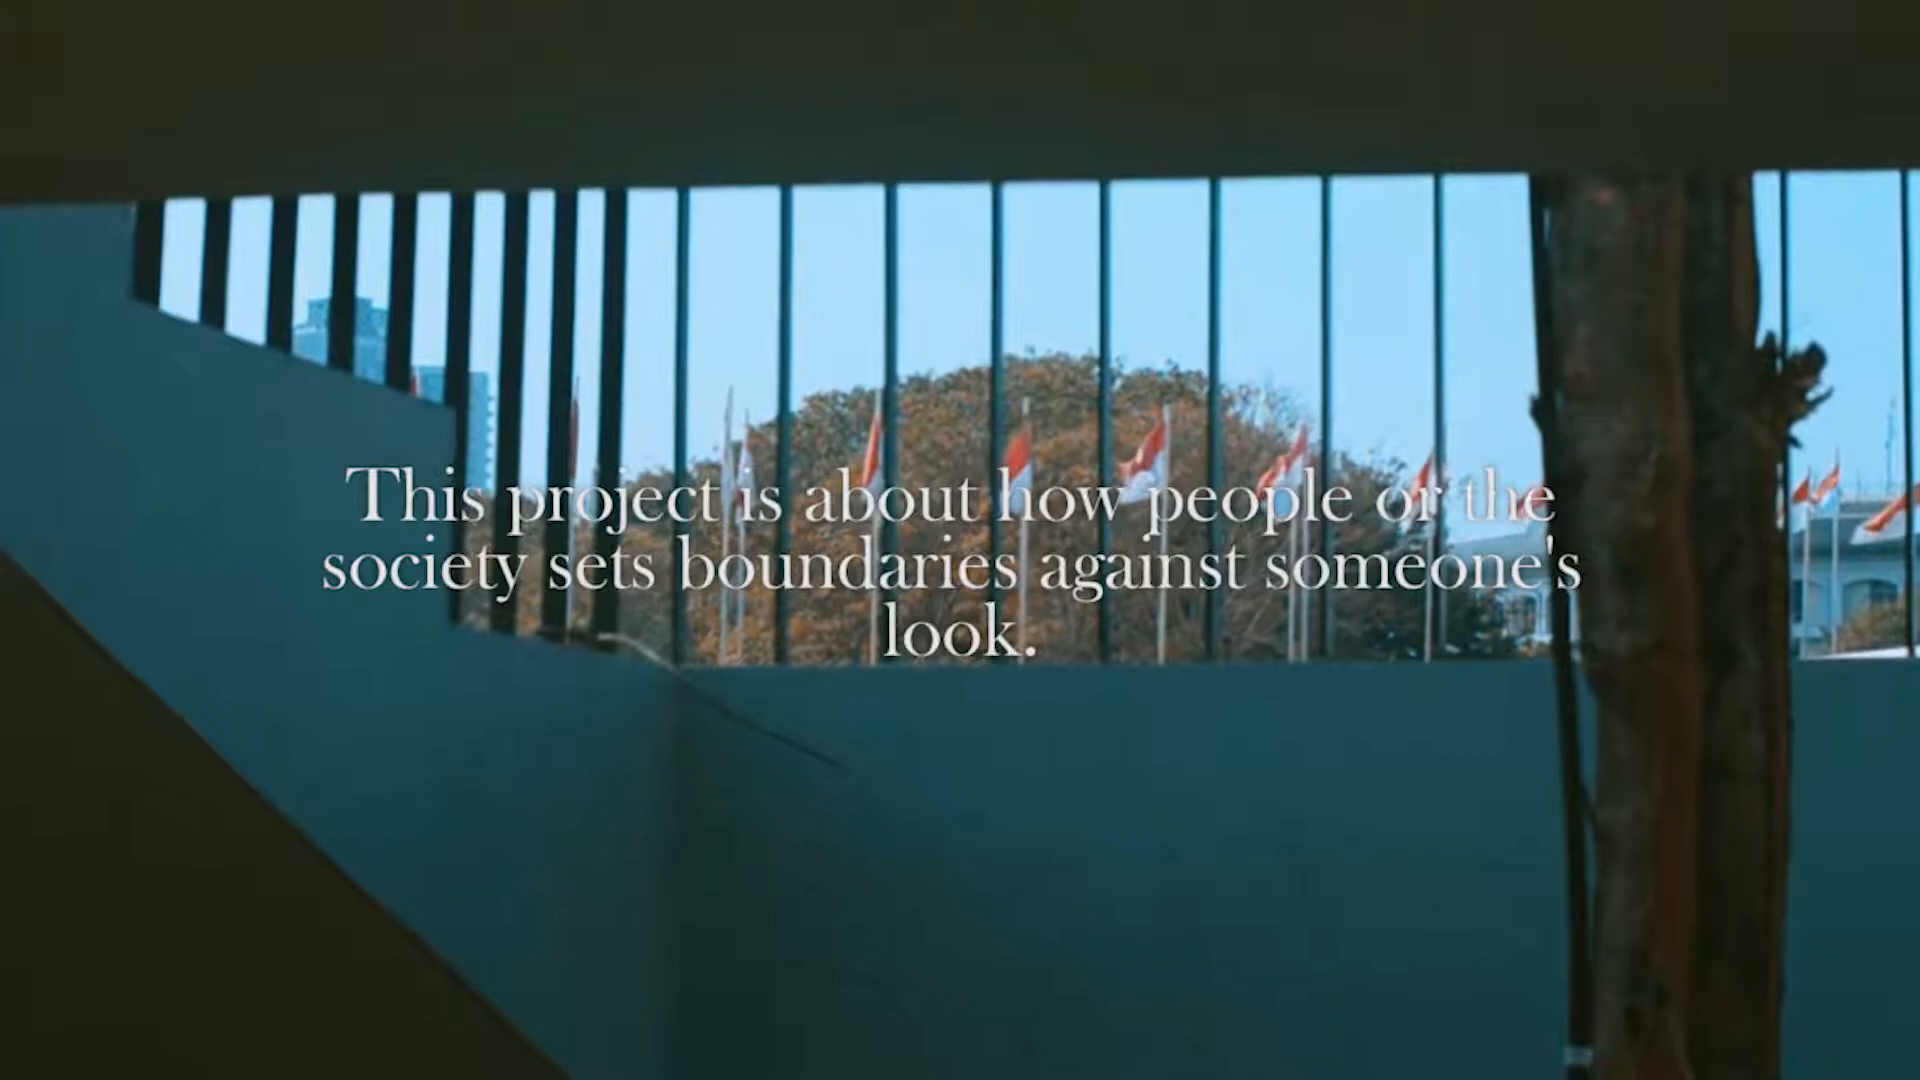 This project is about how people or the
society sets boundaries against someone's
look.